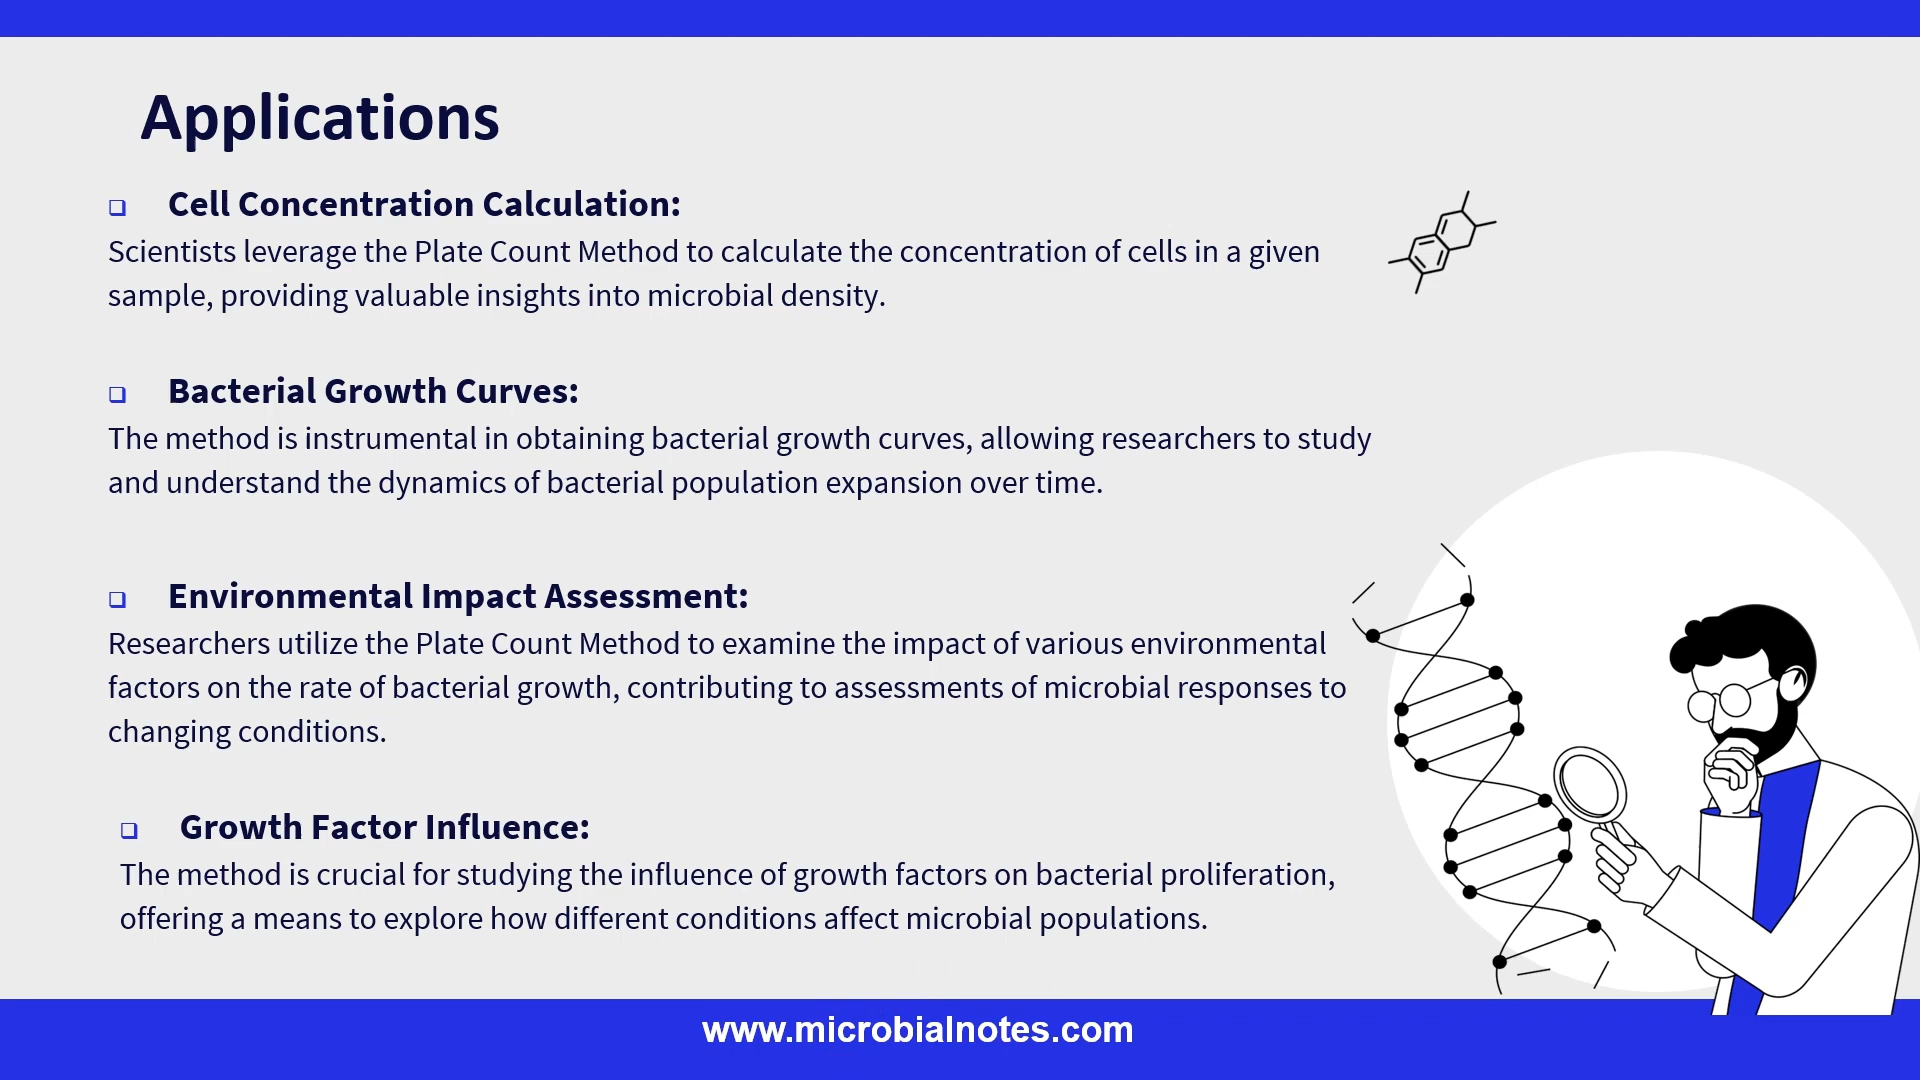 Applications
❑ Cell Concentration Calculation:
Scientists leverage the Plate Count Method to calculate the concentration of cells in a given
sample, providing valuable insights into microbial density.
❑ Bacterial Growth Curves:
The method is instrumental in obtaining bacterial growth curves, allowing researchers to study
and understand the dynamics of bacterial population expansion over time.
❑ Environmental Impact Assessment:
Researchers utilize the Plate Count Method to examine the impact of various environmental
factors on the rate of bacterial growth, contributing to assessments of microbial responses to
changing conditions.
❑ Growth Factor Influence:
The method is crucial for studying the influence of growth factors on bacterial proliferation,
offering a means to explore how different conditions affect microbial populations.
www.microbialnotes.com